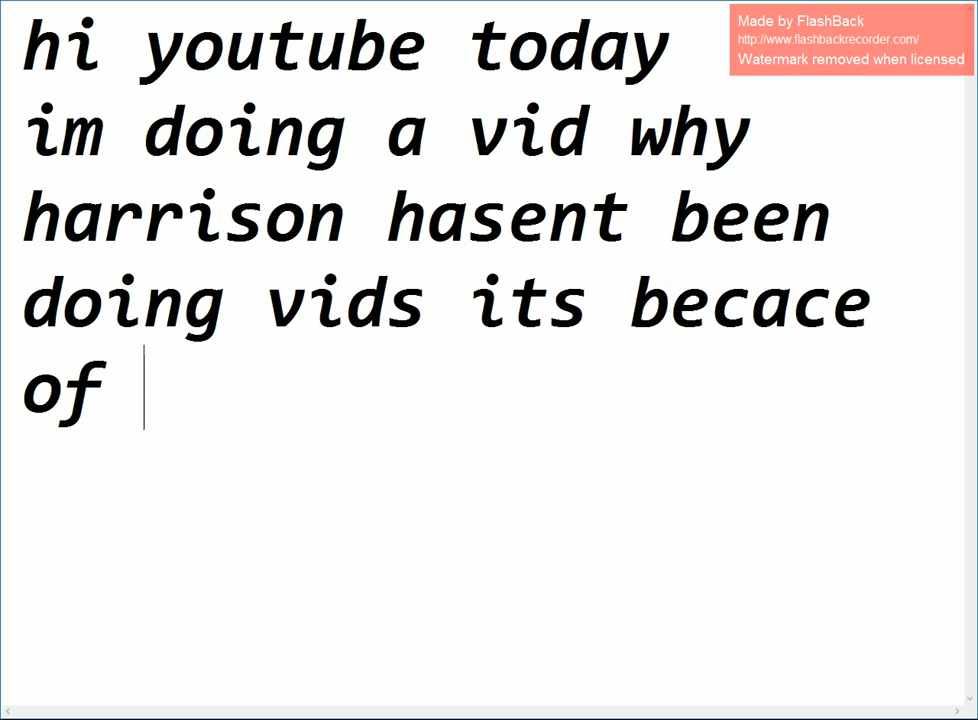 hi youtube today
im doing a vid why
harrison hasent been
doing vids its becace
of
Made by FlashBack
http://www.flashbackrecorder.com/
Watermark removed when licensed